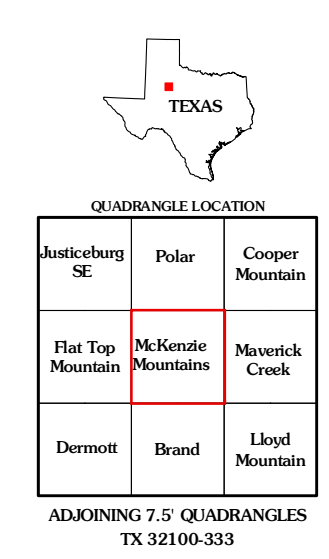 TEXAS
QUADRANGLE LOCATION
Justiceburg
SE
Polar
Cooper
Mountain
Flat Top
Mountain
McKenzie
Mountains
Maverick
Creek
Dermott
Brand
Lloyd
Mountain
ADJOINING 7.5' QUADRANGLES
TX 32100-333